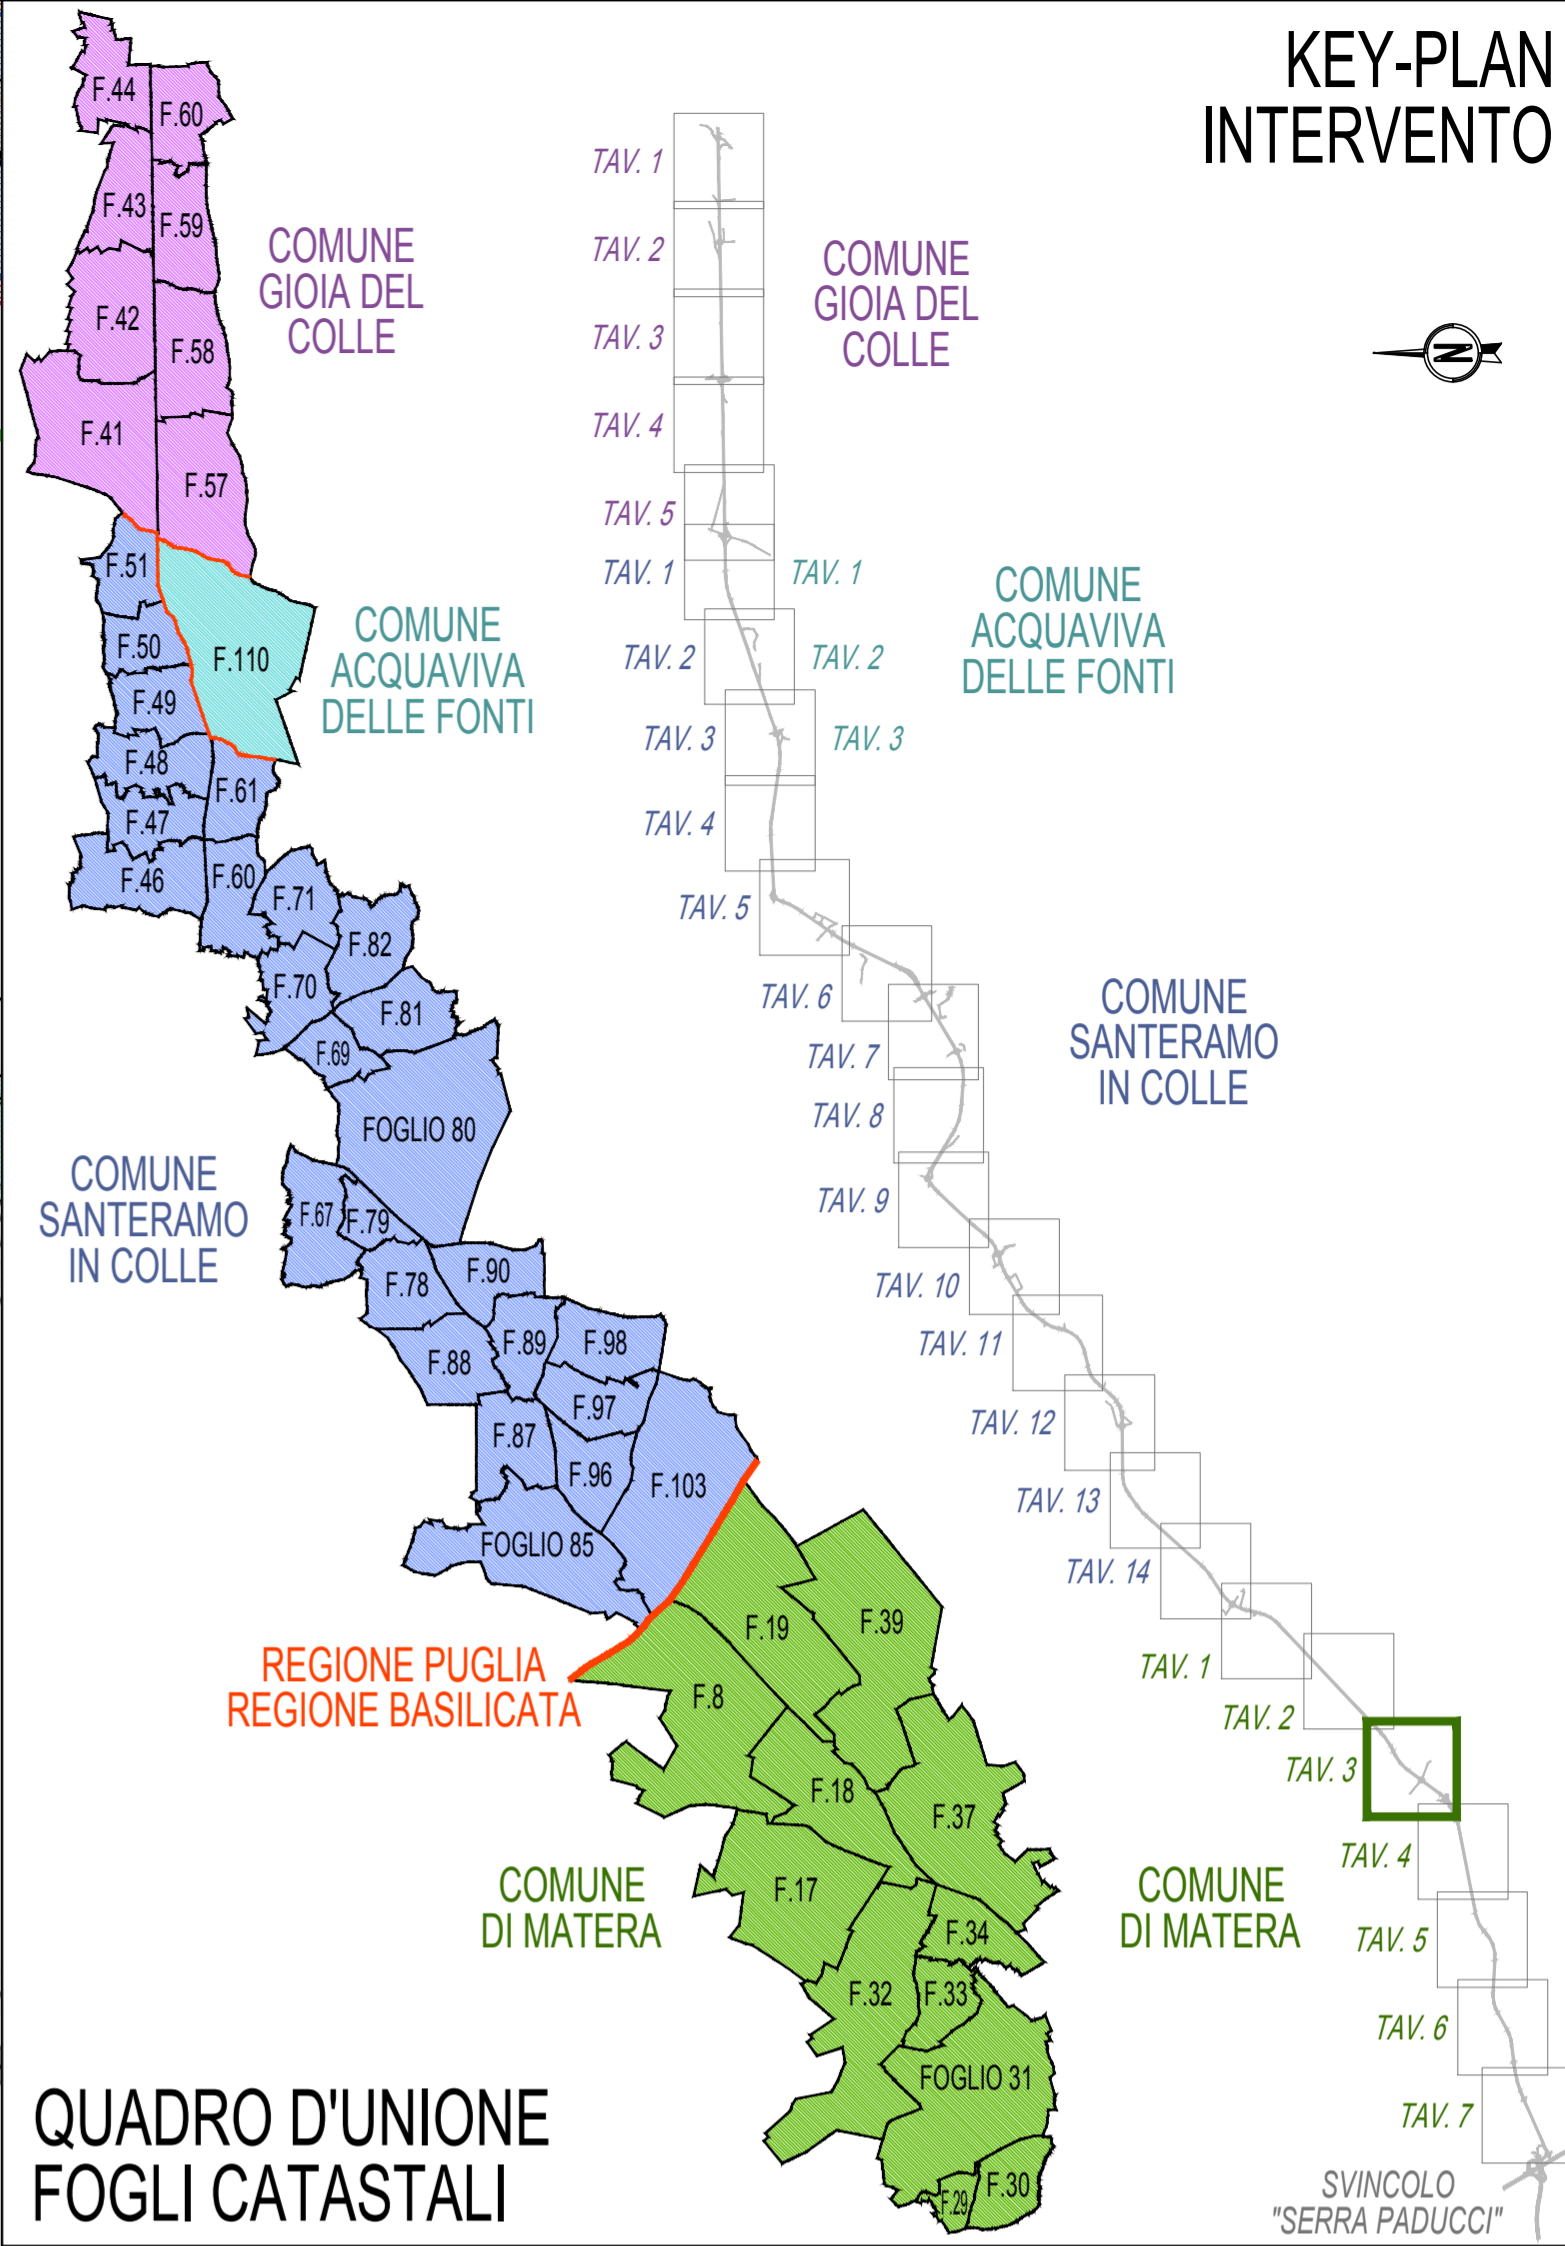 KEY-PLAN
INTERVENTO
F.44
F.60
F.43
F.59
F.42
F.58
F.41
F.57
COMUNE
GIOIA DEL
COLLE
F.51
F.50
F.110
F.49
F.48
F.61
F.47
F.46
F.60
F.71
F.82
F.70
F.81
F.69
FOGLIO 80
COMUNE
ACQUAVIVA
DELLE FONTI
COMUNE
SANTERAMO
IN COLLE
F.67
F.79
F.78
F.90
F.89
F.98
F.88
F.97
F.87
F.96
F.103
FOGLIO 85
REGIONE PUGLIA
REGIONE BASILICATA
F.19
F.39
F.8
F.18
F.37
F.17
F.34
F.32
F.33
FOGLIO 31
F.30
F.29
COMUNE
DI MATERA
QUADRO D'UNIONE
FOGLI CATASTALI
TAV. 1
TAV. 2
TAV. 3
TAV. 4
TAV. 5
COMUNE
GIOIA DEL
COLLE
N
TAV. 1
TAV. 1
TAV. 2
TAV. 2
TAV. 3
TAV. 3
COMUNE
ACQUAVIVA
DELLE FONTI
TAV. 4
TAV. 5
TAV. 6
TAV. 7
TAV. 8
TAV. 9
TAV. 10
TAV. 11
TAV. 12
TAV. 13
TAV. 14
COMUNE
SANTERAMO
IN COLLE
TAV. 1
TAV. 2
TAV. 3
TAV. 4
TAV. 5
TAV. 6
TAV. 7
COMUNE
DI MATERA
SVINCOLO
"SERRA PADUCCI"